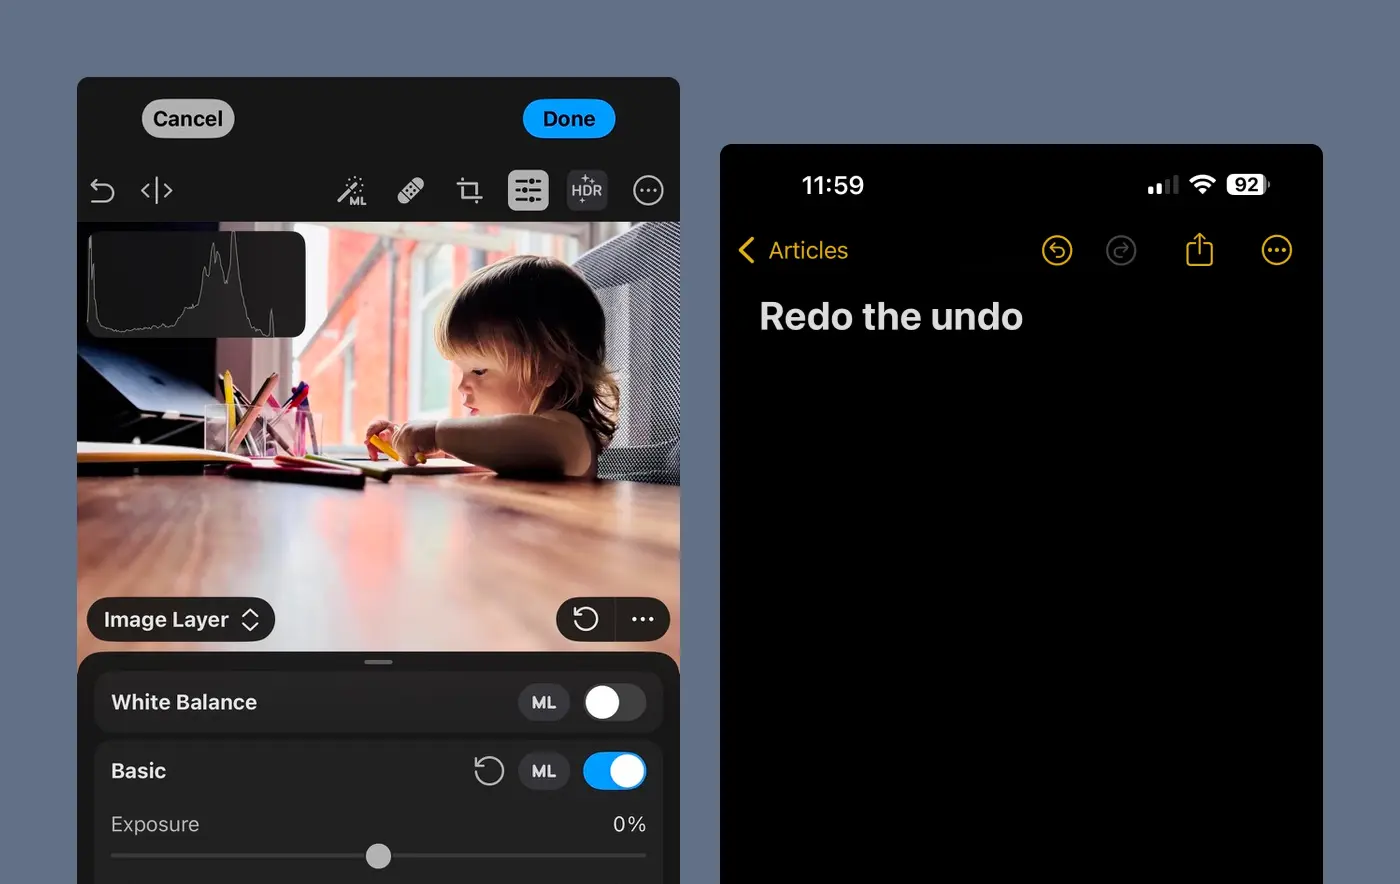 Cancel
Done
ML
HDR
Image Layer
White Balance
ML
Basic
ML
Exposure
0%
11:59
92
Articles
Redo the undo